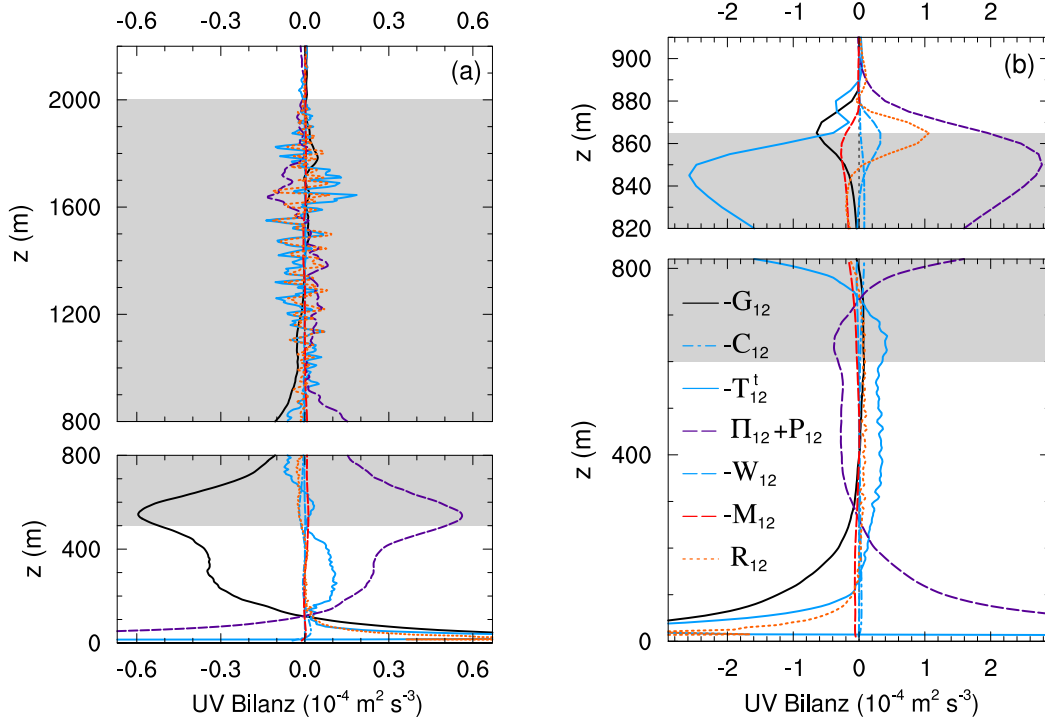 -0.6 -0.3 0.0 0.3 0.6
(a)
2000
1600
1200
800
z (m)
800
400
0
z (m)
-0.6 -0.3 0.0 0.3 0.6
UV Bilanz (10⁻⁴ m² s⁻³)
-2 -1 0 1 2
(b)
900
880
860
840
820
z (m)
800
400
0
z (m)
-G₁₂
-C₁₂
-T₁₂ᵗ
Π₁₂+P₁₂
-W₁₂
-M₁₂
R₁₂
-2 -1 0 1 2
UV Bilanz (10⁻⁴ m² s⁻³)